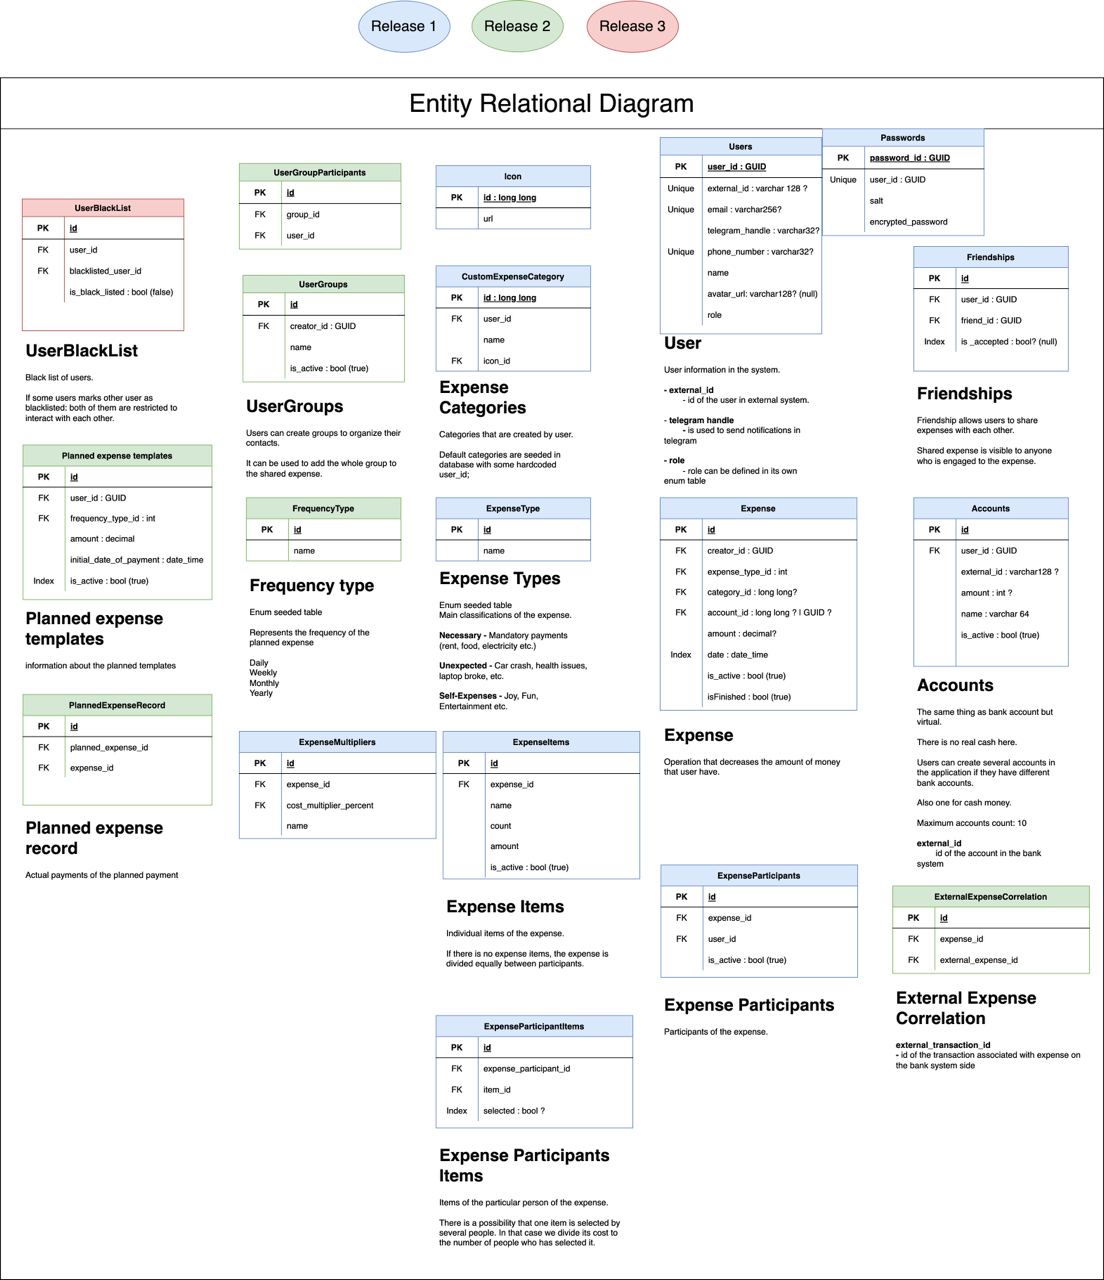 Release 1
Release 2
Release 3
Entity Relational Diagram
UserBlackList
PK id
FK user_id
FK blacklisted_user_id
is_black_listed : bool (false)
UserBlackList
Black list of users.
If some users marks other user as
blacklisted: both of them are restricted to
interact with each other.
Planned expense templates
PK id
FK user_id : GUID
FK frequency_type_id : int
amount : decimal
initial_date_of_payment : date_time
Index is_active : bool (true)
Planned expense
templates
information about the planned templates
PlannedExpenseRecord
PK id
FK planned_expense_id
FK expense_id
Planned expense
record
Actual payments of the planned payment
UserGroupParticipants
PK id
FK group_id
FK user_id
UserGroups
PK id
FK creator_id : GUID
name
is_active : bool (true)
UserGroups
Users can create groups to organize their
contacts.
It can be used to add the whole group to
the shared expense.
FrequencyType
PK id
name
Frequency type
Enum seeded table
Represents the frequency of the
planned expense
Daily
Weekly
Monthly
Yearly
ExpenseMultipliers
PK id
FK expense_id
FK cost_multiplier_percent
name
Icon
PK id : long long
url
CustomExpenseCategory
PK id : long long
FK user_id
name
FK icon_id
Expense
Categories
Categories that are created by user.
Default categories are seeded in
database with some hardcoded
user_id;
ExpenseType
PK id
name
Expense Types
Enum seeded table
Main classifications of the expense.
Necessary - Mandatory payments
(rent, food, electricity etc.)
Unexpected - Car crash, health issues,
laptop broke, etc.
Self-Expenses - Joy, Fun,
Entertainment etc.
ExpenseItems
PK id
FK expense_id
name
count
amount
is_active : bool (true)
Expense Items
Individual items of the expense.
If there is no expense items, the expense is
divided equally between participants.
ExpenseParticipantItems
PK id
FK expense_participant_id
FK item_id
Index selected : bool ?
Expense Participants
Items
Items of the particular person of the expense.
There is a possibility that one item is selected by
several people. In that case we divide its cost to
the number of people who has selected it.
Users
PK user_id : GUID
Unique external_id : varchar 128 ?
Unique email : varchar256?
telegram_handle : varchar32?
Unique phone_number : varchar32?
name
avatar_url: varchar128? (null)
role
User
User information in the system.
- external_id
- id of the user in external system.
- telegram handle
- is used to send notifications in
telegram
- role
- role can be defined in its own
enum table
Expense
PK id
FK creator_id : GUID
FK expense_type_id : int
FK category_id : long long?
FK account_id : long long ? | GUID ?
amount : decimal?
Index date : date_time
is_active : bool (true)
isFinished : bool (true)
Expense
Operation that decreases the amount of money
that user have.
ExpenseParticipants
PK id
FK expense_id
FK user_id
is_active : bool (true)
Expense Participants
Participants of the expense.
Passwords
PK password_id : GUID
Unique user_id : GUID
salt
encrypted_password
Friendships
PK id
FK user_id : GUID
FK friend_id : GUID
Index is _accepted : bool? (null)
Friendships
Friendship allows users to share
expenses with each other.
Shared expense is visible to anyone
who is engaged to the expense.
Accounts
PK id
FK user_id : GUID
external_id : varchar128 ?
amount : int ?
name : varchar 64
is_active : bool (true)
Accounts
The same thing as bank account but
virtual.
There is no real cash here.
Users can create several accounts in
the application if they have different
bank accounts.
Also one for cash money.
Maximum accounts count: 10
external_id
id of the account in the bank
system
ExternalExpenseCorrelation
PK id
FK expense_id
FK external_expense_id
External Expense
Correlation
external_transaction_id
- id of the transaction associated with expense on
the bank system side